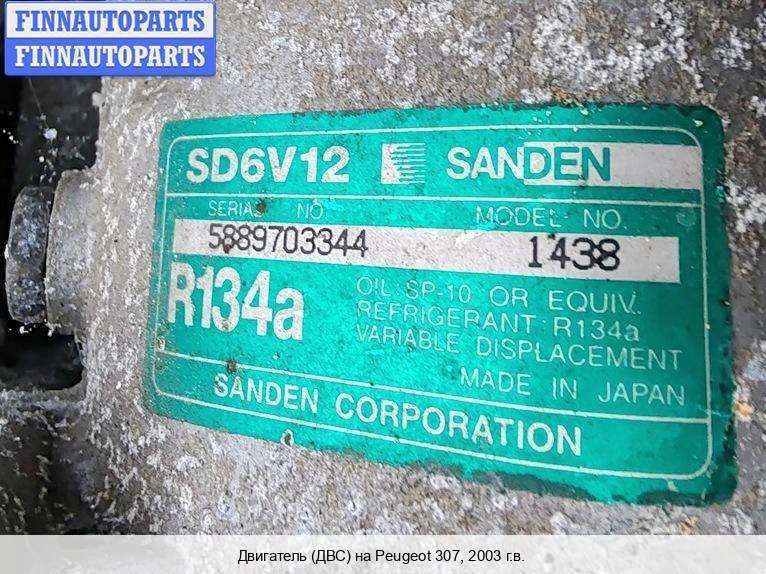 FINNAUTOPARTS
FINNAUTOPARTS
SD6V12 SANDEN
SERIAL NO. MODEL NO.
5889703344 1438
R134a
OIL SP-10 OR EQUIV.
REFRIGERANT: R134a
VARIABLE DISPLACEMENT
MADE IN JAPAN
SANDEN CORPORATION
Двигатель (ДВС) на Peugeot 307, 2003 г.в.